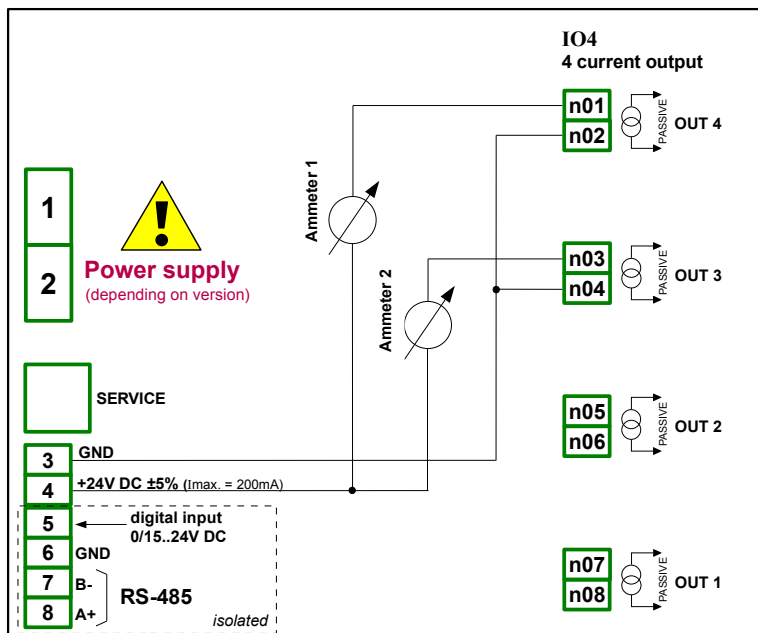 IO4
4 current output
n01
n02
PASSIVE
OUT 4
Ammeter 1
1
2
!
Power supply
(depending on version)
n03
n04
PASSIVE
OUT 3
Ammeter 2
SERVICE
n05
n06
PASSIVE
OUT 2
3
GND
4
+24V DC ±5% (Imax. = 200mA)
5
digital input
0/15..24V DC
6
GND
7
B-
RS-485
8
A+
isolated
n07
n08
PASSIVE
OUT 1